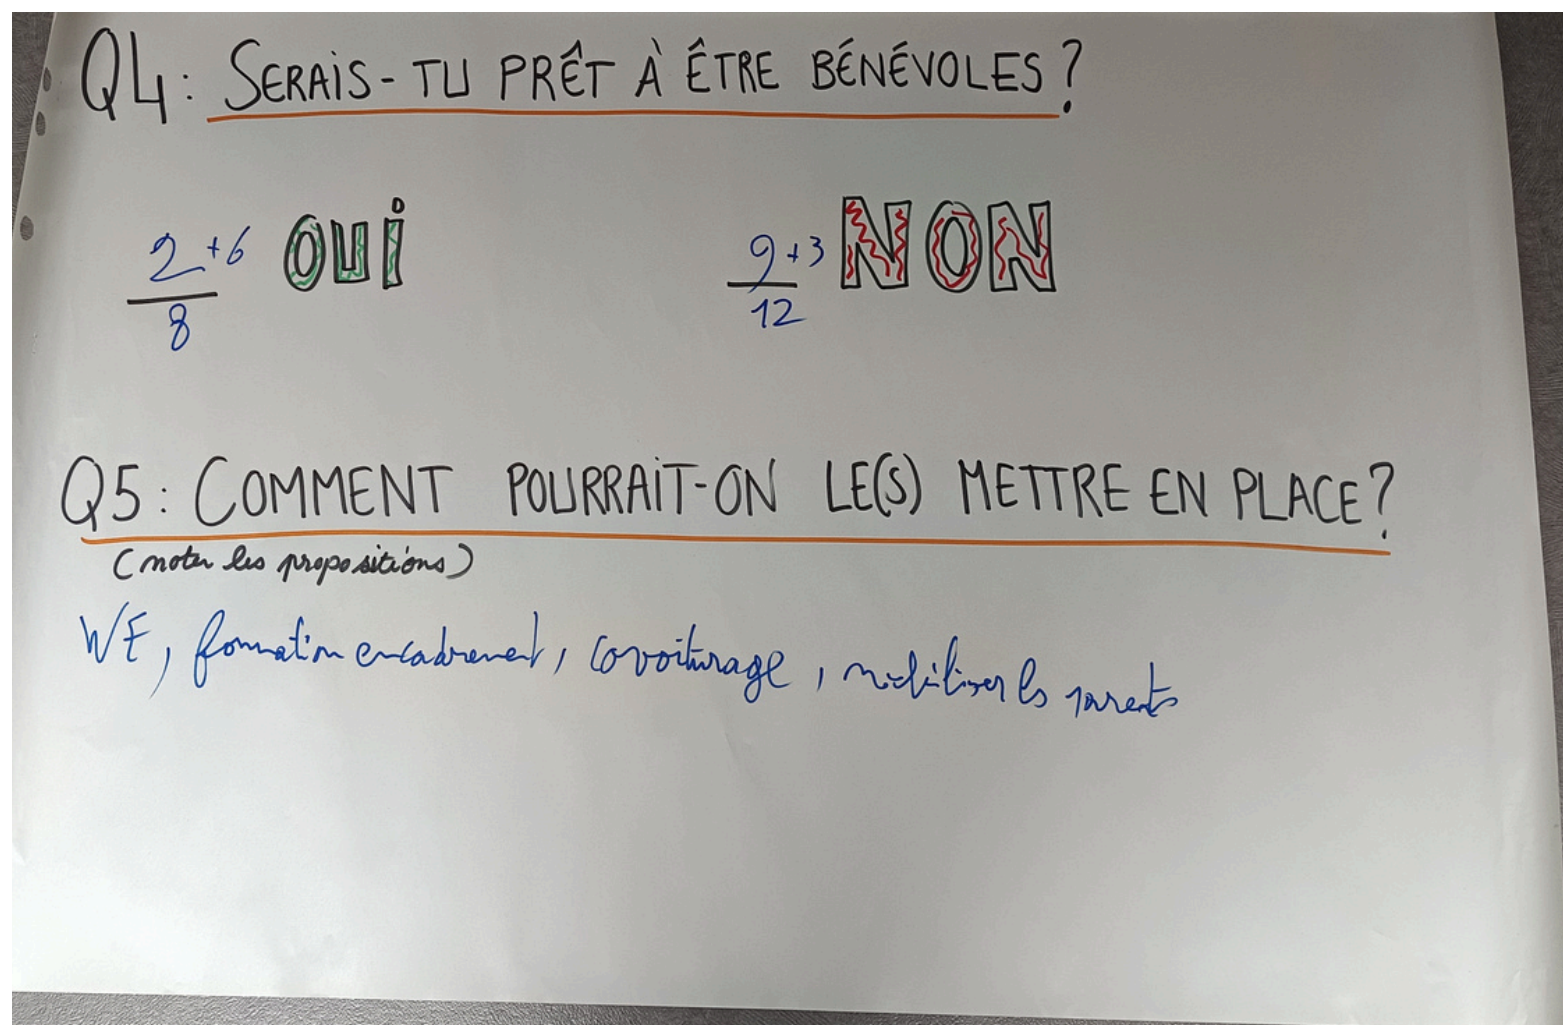 Q4: SERAIS-TU PRÊT À ÊTRE BÉNÉVOLES?
2+6 OUI 9+3 NON
8 12
Q5: COMMENT POURRAIT-ON LE(S) METTRE EN PLACE?
(noter les propositions)
WE, formation encadrement, covoiturage, mobiliser les parents